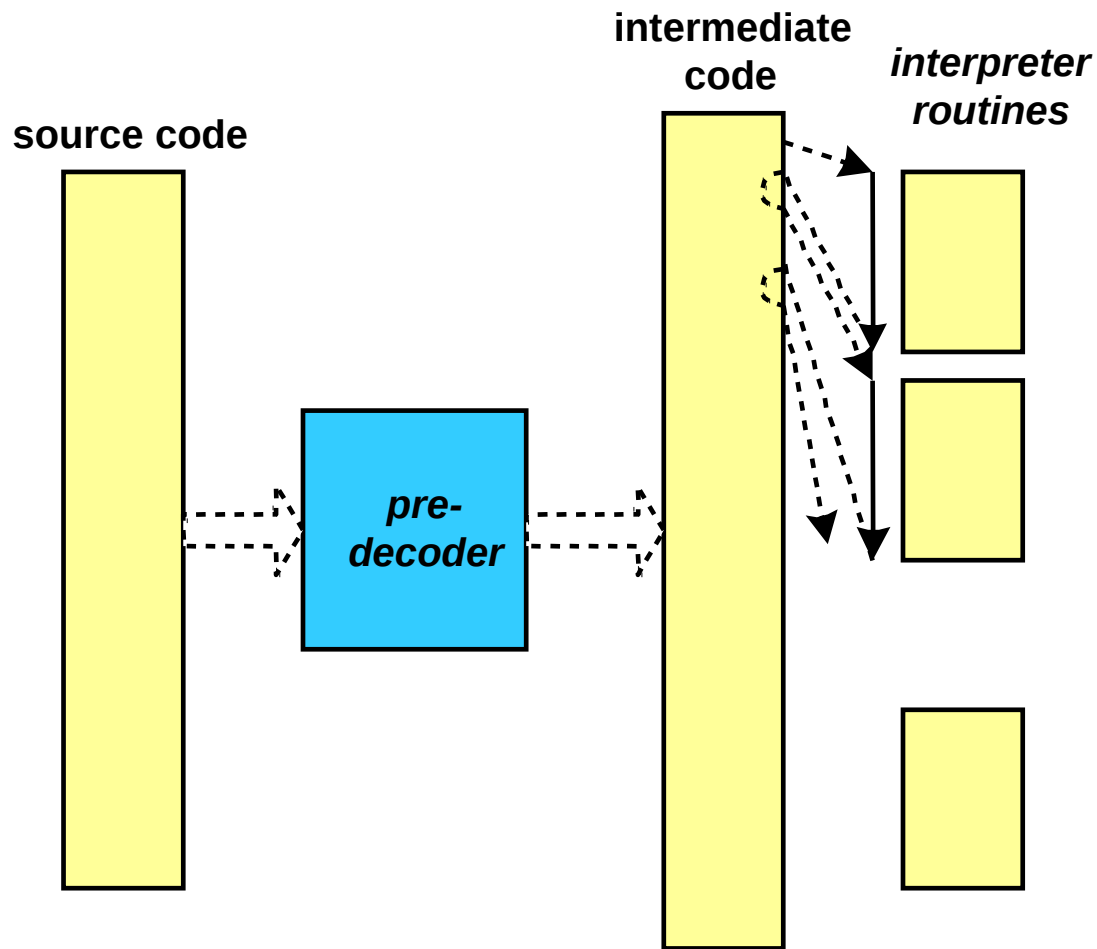 intermediate
code
interpreter
routines
source code
pre-
decoder